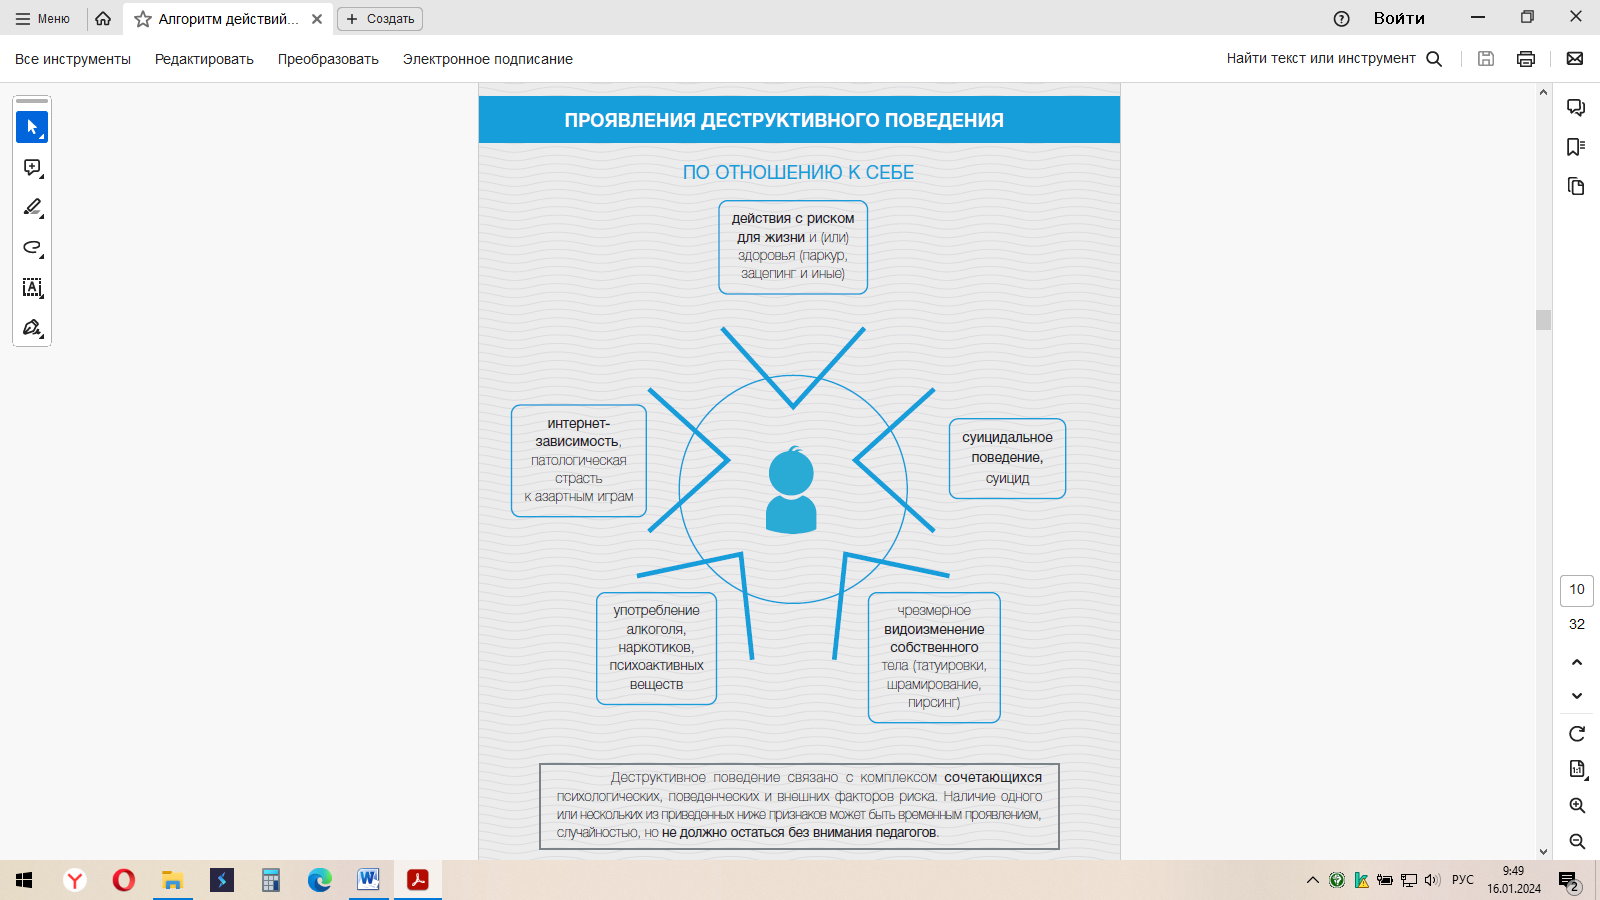 Меню
Алгоритм действий...
Создать
Войти
Все инструменты
Редактировать
Преобразовать
Электронное подписание
Найти текст или инструмент
ПРОЯВЛЕНИЯ ДЕСТРУКТИВНОГО ПОВЕДЕНИЯ
ПО ОТНОШЕНИЮ К СЕБЕ
действия с риском
для жизни и (или)
здоровья (паркур,
зацепинг и иные)
интернет-
зависимость,
патологическая
страсть
к азартным играм
суицидальное
поведение,
суицид
употребление
алкоголя,
наркотиков,
психоактивных
веществ
чрезмерное
видоизменение
собственного
тела (татуировки,
шрамирование,
пирсинг)
Деструктивное поведение связано с комплексом сочетающихся
психологических, поведенческих и внешних факторов риска. Наличие одного
или нескольких из приведенных ниже признаков может быть временным проявлением,
случайностью, но не должно остаться без внимания педагогов.
10
32
1:1
РУС
9:49
16.01.2024
2